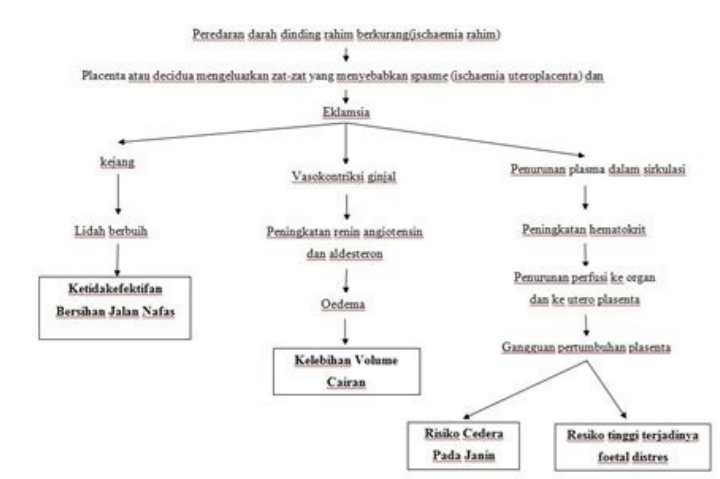 Peredaran darah dinding rahim berkurang(ischaemia rahim)
Placenta atau decidua mengeluarkan zat-zat yang menyebabkan spasme (ischaemia uteroplacenta) dan
Eklamsia
kejang
Vasokontriksi ginjal
Penurunan plasma dalam sirkulasi
Lidah berbuih
Peningkatan renin angiotensin
dan aldesteron
Peningkatan hematokrit
Ketidakefektifan
Bersihan Jalan Nafas
Oedema
Penurunan perfusi ke organ
dan ke utero plasenta
Kelebihan Volume
Cairan
Gangguan pertumbuhan plasenta
Risiko Cedera
Pada Janin
Resiko tinggi terjadinya
foetal distres